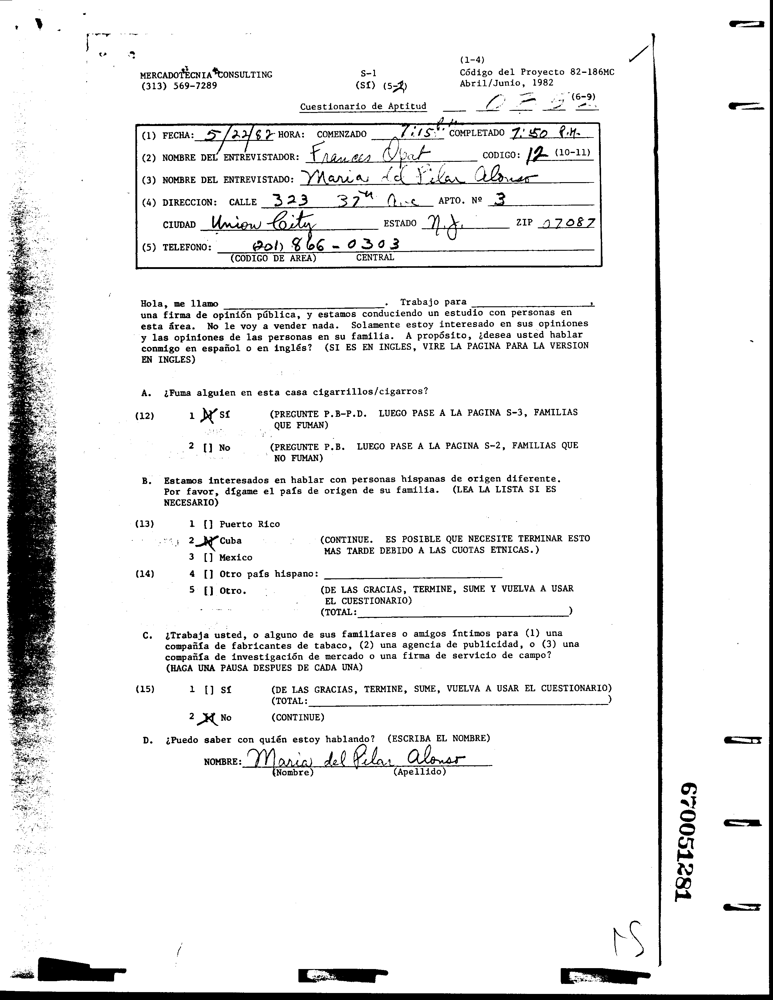 (1-4)
MERCADOTECNIA CONSULTING S-1 Código del Proyecto 82-186MC
(313) 569-7289 (Sí) (5-2) Abril/Junio, 1982
Cuestionario de Aptitud (6-9)
(1) FECHA: 5/22/82 HORA: COMENZADO 7:15 P.M. COMPLETADO 7:50 P.M.
(2) NOMBRE DEL ENTREVISTADOR: Frances CODIGO: 12 (10-11)
(3) NOMBRE DEL ENTREVISTADO: Maria del Pilar Alonso
(4) DIRECCION: CALLE 323 37th Ave APTO. Nº 3
CIUDAD Union City ESTADO N.J. ZIP 07087
(5) TELEFONO: (201) 866-0303
(CODIGO DE AREA) CENTRAL
Hola, me llamo . Trabajo para ,
una firma de opinión pública, y estamos conduciendo un estudio con personas en
esta área. No le voy a vender nada. Solamente estoy interesado en sus opiniones
y las opiniones de las personas en su familia. A propósito, ¿desea usted hablar
conmigo en español o en inglés? (SI ES EN INGLES, VIRE LA PAGINA PARA LA VERSION
EN INGLES)
A. ¿Fuma alguien en esta casa cigarrillos/cigarros?
(12) 1 [X] Sí (PREGUNTE P.B-P.D. LUEGO PASE A LA PAGINA S-3, FAMILIAS
QUE FUMAN)
2 [] No (PREGUNTE P.B. LUEGO PASE A LA PAGINA S-2, FAMILIAS QUE
NO FUMAN)
B. Estamos interesados en hablar con personas hispanas de origen diferente.
Por favor, dígame el país de origen de su familia. (LEA LA LISTA SI ES
NECESARIO)
(13) 1 [] Puerto Rico
2 [X] Cuba (CONTINUE. ES POSIBLE QUE NECESITE TERMINAR ESTO
MAS TARDE DEBIDO A LAS CUOTAS ETNICAS.)
3 [] Mexico
(14) 4 [] Otro país hispano:
5 [] Otro. (DE LAS GRACIAS, TERMINE, SUME Y VUELVA A USAR
EL CUESTIONARIO)
(TOTAL: )
C. ¿Trabaja usted, o alguno de sus familiares o amigos íntimos para (1) una
compañía de fabricantes de tabaco, (2) una agencia de publicidad, o (3) una
compañía de investigación de mercado o una firma de servicio de campo?
(HAGA UNA PAUSA DESPUES DE CADA UNA)
(15) 1 [] Sí (DE LAS GRACIAS, TERMINE, SUME, VUELVA A USAR EL CUESTIONARIO)
(TOTAL: )
2 [X] No (CONTINUE)
D. ¿Puedo saber con quién estoy hablando? (ESCRIBA EL NOMBRE)
NOMBRE: Maria del Pilar Alonso
(Nombre) (Apellido)
670051281